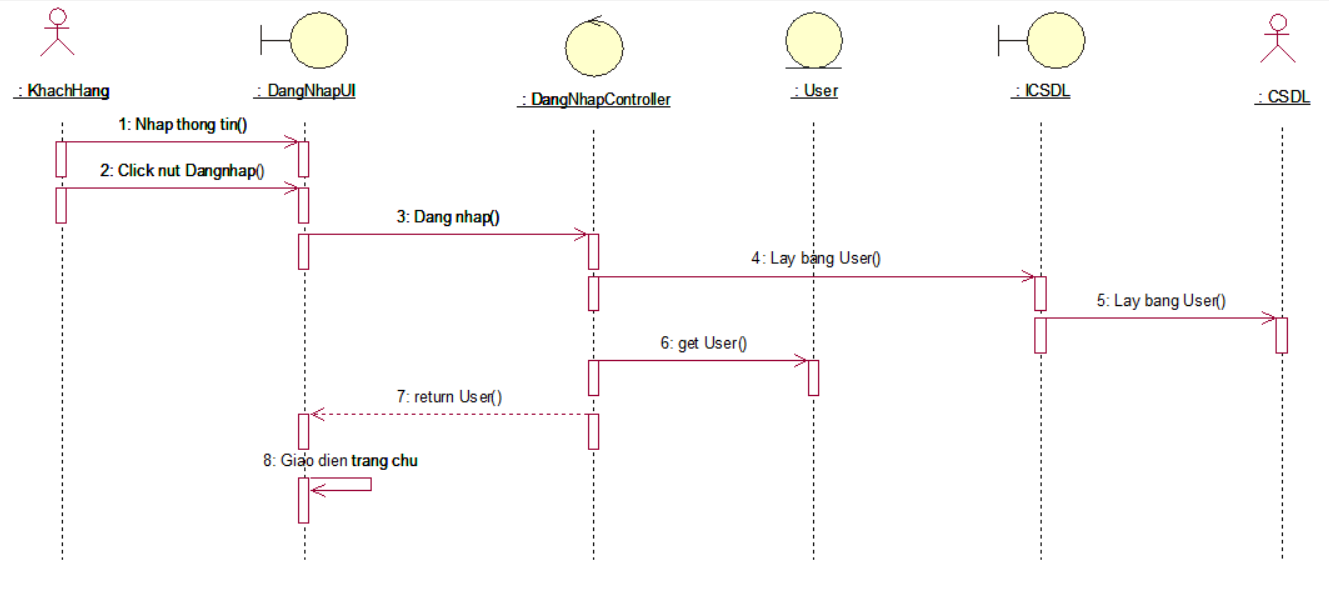 : KhachHang
: DangNhapUI
: DangNhapController
: User
: ICSDL
: CSDL
1: Nhap thong tin()
2: Click nut Dangnhap()
3: Dang nhap()
4: Lay bang User()
5: Lay bang User()
6: get User()
7: return User()
8: Giao dien trang chu